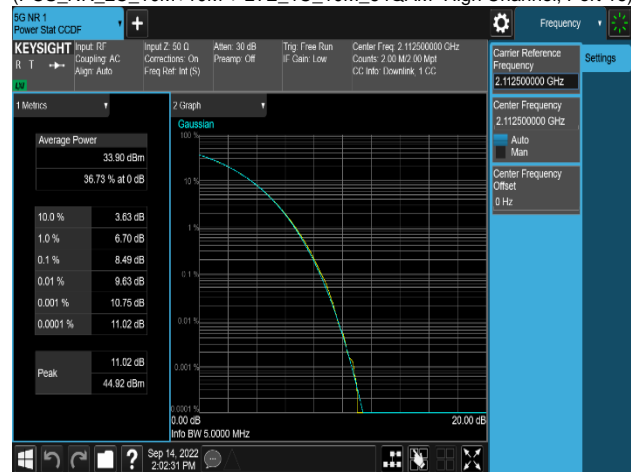 5G NR 1
Power Stat CCDF
Frequency
KEYSIGHT
R T
Input: RF
Coupling: AC
Align: Auto
Input Z: 50 Ω
Corrections: On
Freq Ref: Int (S)
Atten: 30 dB
Preamp: Off
Trig: Free Run
IF Gain: Low
Center Freq: 2.112500000 GHz
Counts: 2.00 M/2.00 Mpt
CC Info: Downlink, 1 CC
Carrier Reference
Frequency
2.112500000 GHz
Settings
Center Frequency
2.112500000 GHz
Auto
Man
Center Frequency
Offset
0 Hz
1 Metrics
Average Power
33.90 dBm
36.73 % at 0 dB
10.0 % 3.63 dB
1.0 % 6.70 dB
0.1 % 8.49 dB
0.01 % 9.63 dB
0.001 % 10.75 dB
0.0001 % 11.02 dB
Peak
11.02 dB
44.92 dBm
2 Graph
Gaussian
100 %
10 %
1 %
0.1 %
0.01 %
0.001 %
0.0001 %
0.00 dB 20.00 dB
Info BW 5.0000 MHz
?
Sep 14, 2022
2:02:31 PM